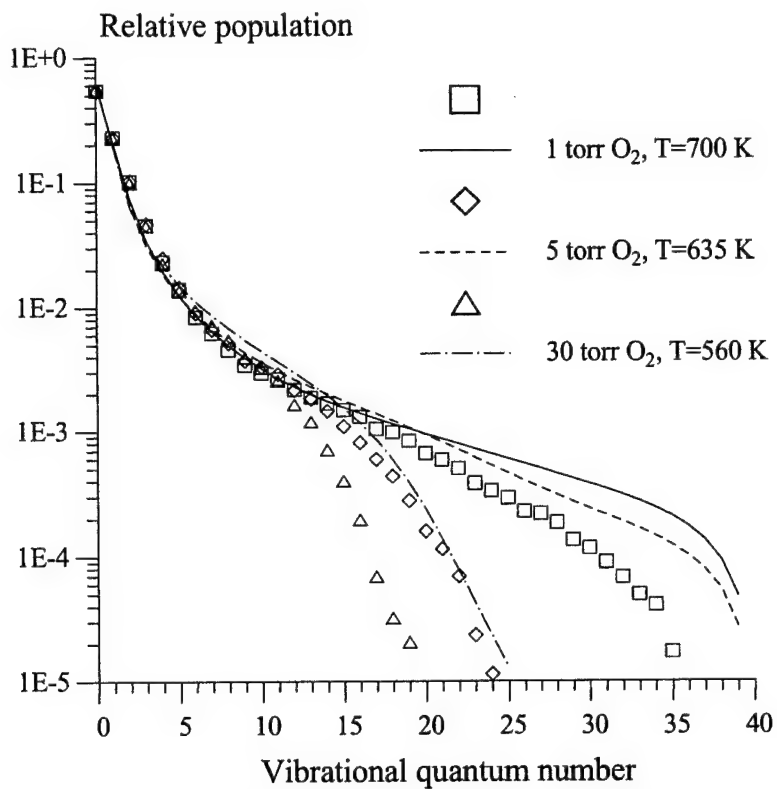 Relative population
1E+0
1E-1
1E-2
1E-3
1E-4
1E-5
1 torr O₂, T=700 K
5 torr O₂, T=635 K
30 torr O₂, T=560 K
0 5 10 15 20 25 30 35 40
Vibrational quantum number